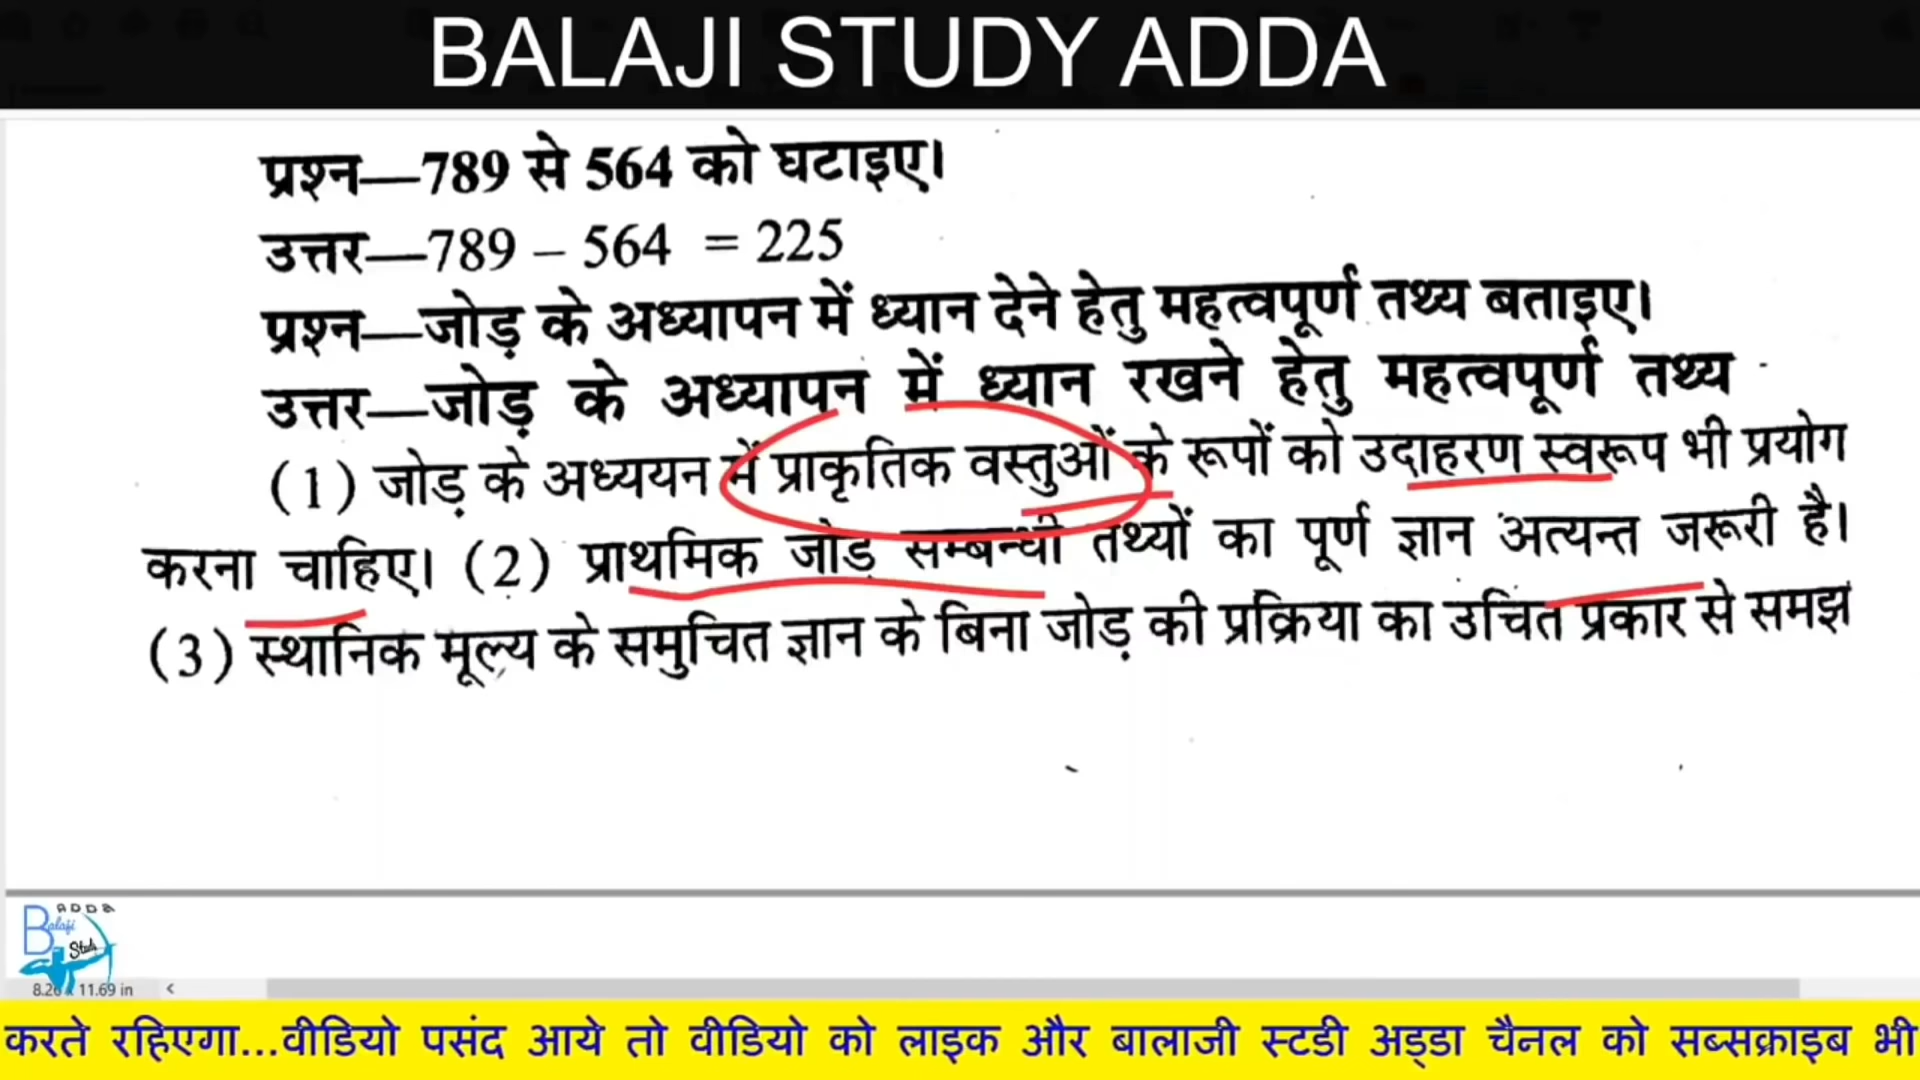 BALAJI STUDY ADDA
प्रश्न—789 से 564 को घटाइए।
उत्तर—789 – 564 = 225
प्रश्न—जोड़ के अध्यापन में ध्यान देने हेतु महत्वपूर्ण तथ्य बताइए।
उत्तर—जोड़ के अध्यापन में ध्यान रखने हेतु महत्वपूर्ण तथ्य
(1) जोड़ के अध्ययन में प्राकृतिक वस्तुओं के रूपों को उदाहरण स्वरूप भी प्रयोग
करना चाहिए। (2) प्राथमिक जोड़ सम्बन्धी तथ्यों का पूर्ण ज्ञान अत्यन्त जरूरी है।
(3) स्थानिक मूल्य के समुचित ज्ञान के बिना जोड़ की प्रक्रिया का उचित प्रकार से समझ
ADDA
Balaji
Study
8.26 x 11.69 in <
करते रहिएगा...वीडियो पसंद आये तो वीडियो को लाइक और बालाजी स्टडी अड्डा चैनल को सब्सक्राइब भी